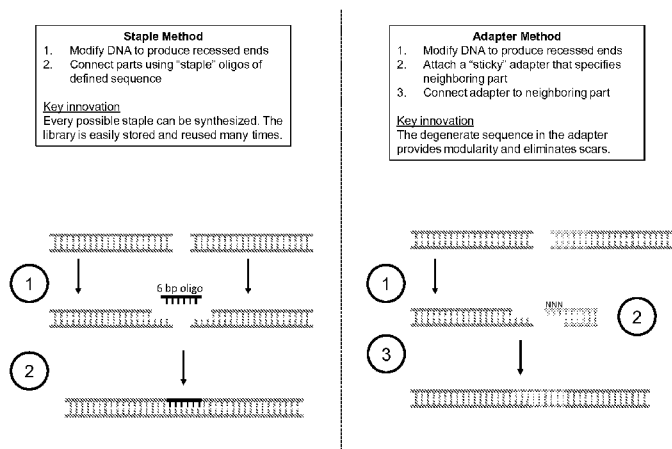 Staple Method
1. Modify DNA to produce recessed ends
2. Connect parts using "staple" oligos of
defined sequence
Key innovation
Every possible staple can be synthesized. The
library is easily stored and reused many times.
Adapter Method
1. Modify DNA to produce recessed ends
2. Attach a "sticky" adapter that specifies
neighboring part
3. Connect adapter to neighboring part
Key innovation
The degenerate sequence in the adapter
provides modularity and eliminates scars.
1
6 bp oligo
2
1
NNN
2
3